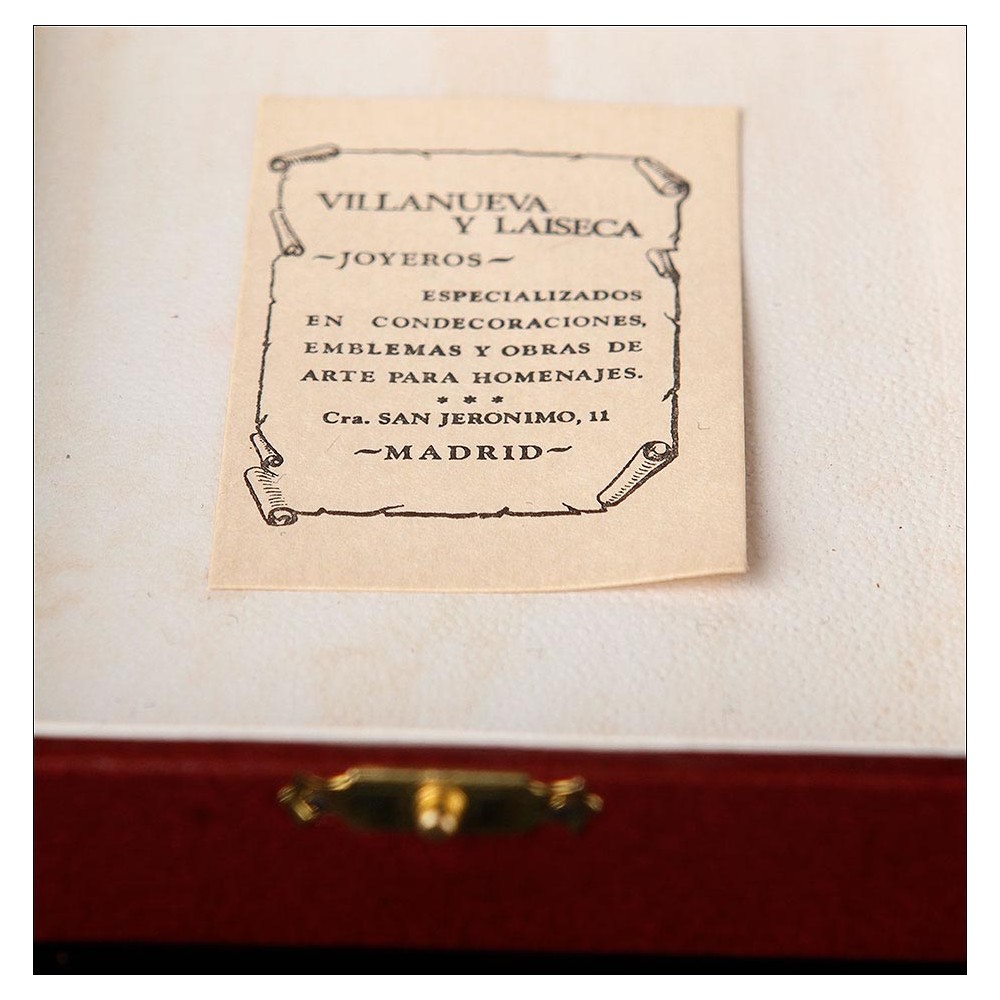 VILLANUEVA
Y LAISECA
~JOYEROS~
ESPECIALIZADOS
EN CONDECORACIONES,
EMBLEMAS Y OBRAS DE
ARTE PARA HOMENAJES.
* * *
Cra. SAN JERONIMO, 11
~MADRID~